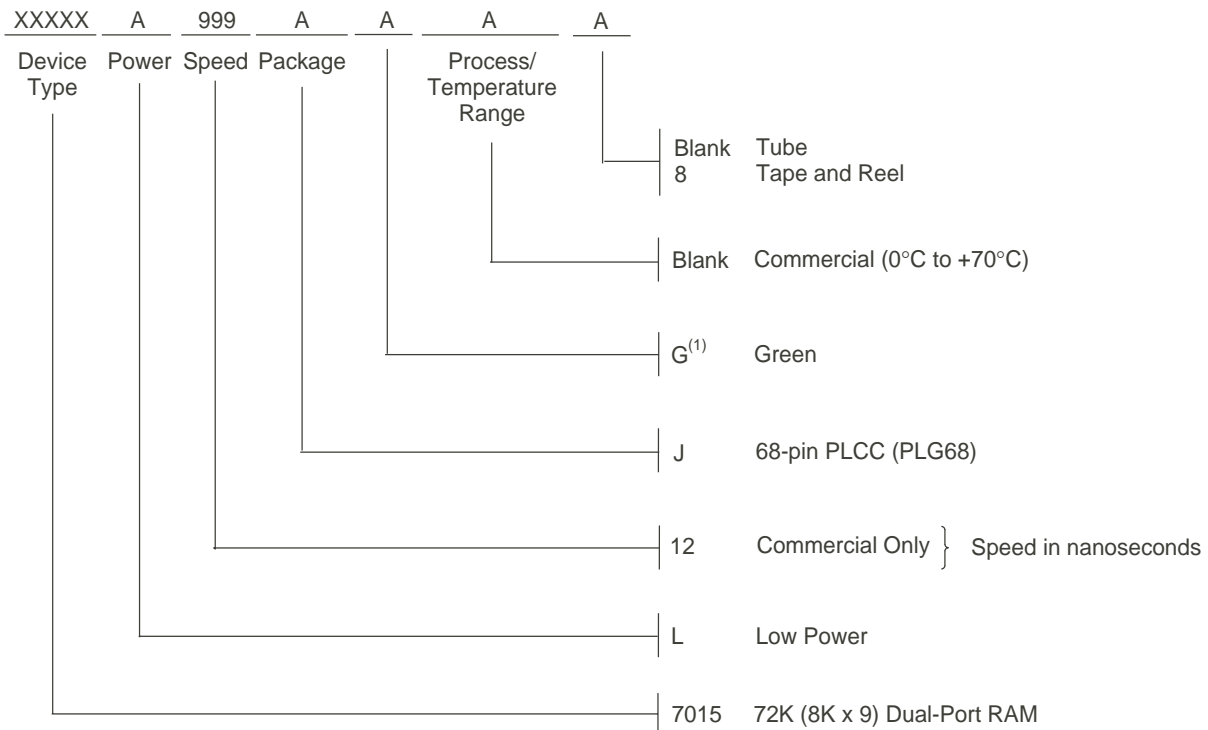 XXXXX A 999 A A A A
Device Type Power Speed Package Process/ Temperature Range
Blank Tube
8 Tape and Reel
Blank Commercial (0°C to +70°C)
G(1) Green
J 68-pin PLCC (PLG68)
12 Commercial Only } Speed in nanoseconds
L Low Power
7015 72K (8K x 9) Dual-Port RAM